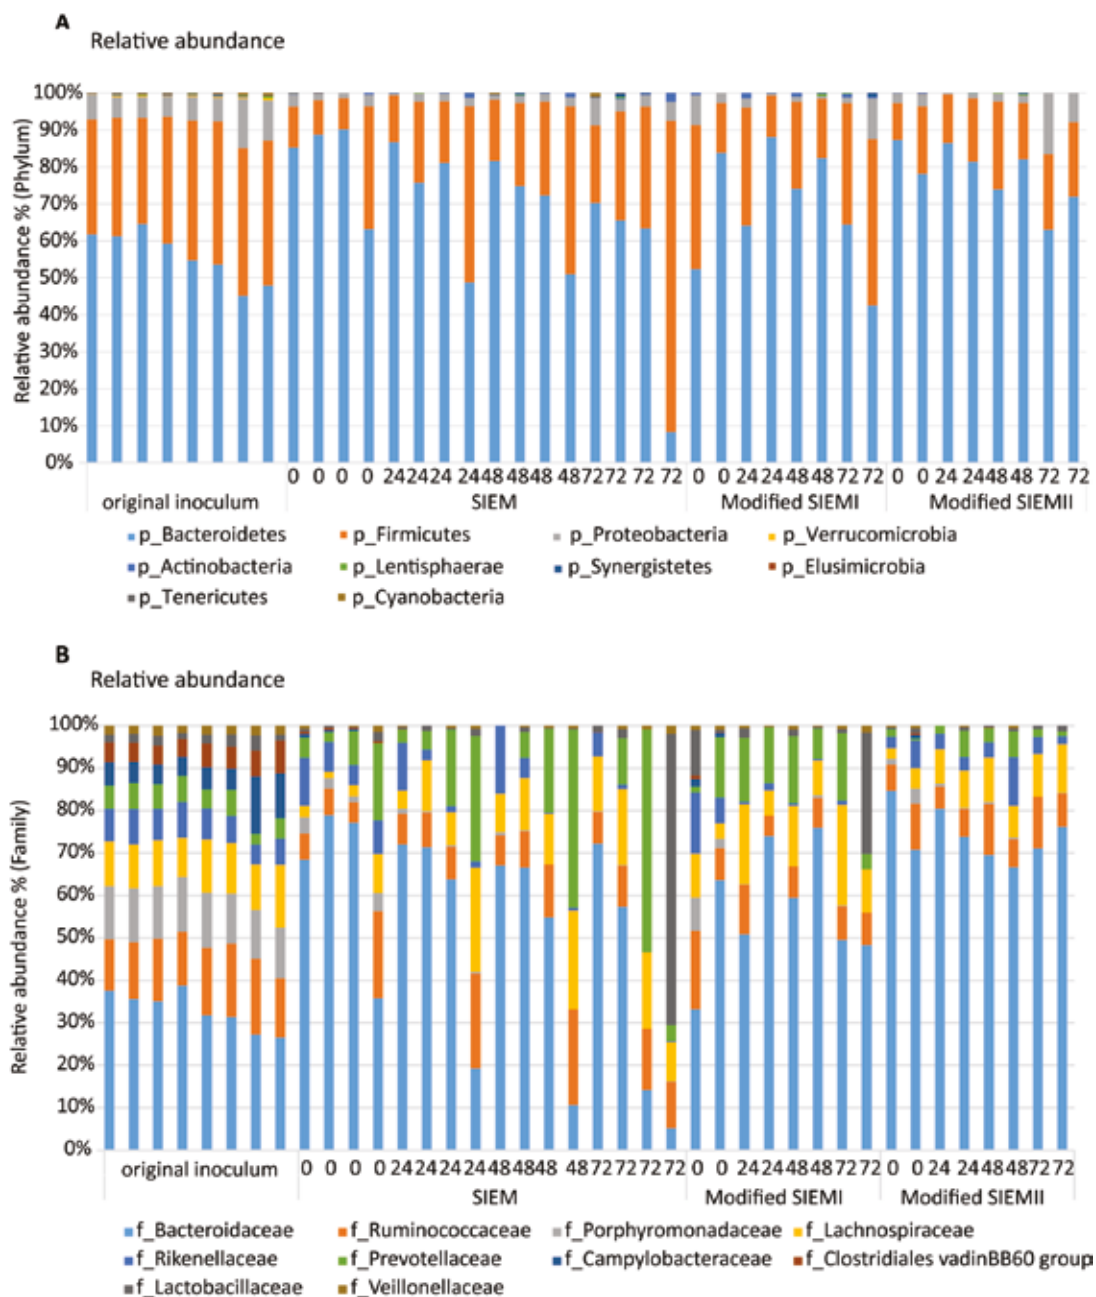 A
Relative abundance
Relative abundance % (Phylum)
100%
90%
80%
70%
60%
50%
40%
30%
20%
10%
0%
0 0 0 0 24 24 24 24 48 48 48 48 72 72 72 72 0 0 24 24 48 48 72 72 0 0 24 24 48 48 72 72
original inoculum SIEM Modified SIEMI Modified SIEMII
p_Bacteroidetes p_Firmicutes p_Proteobacteria p_Verrucomicrobia
p_Actinobacteria p_Lentisphaerae p_Synergistetes p_Elusimicrobia
p_Tenericutes p_Cyanobacteria
B
Relative abundance
Relative abundance % (Family)
100%
90%
80%
70%
60%
50%
40%
30%
20%
10%
0%
original inoculum 0 0 0 0 24 24 24 24 48 48 48 48 72 72 72 72 0 0 24 24 48 48 72 72 0 0 24 24 48 48 72 72
SIEM Modified SIEMI Modified SIEMII
f_Bacteroidaceae f_Ruminococcaceae f_Porphyromonadaceae f_Lachnospiraceae
f_Rikenellaceae f_Prevotellaceae f_Campylobacteraceae f_Clostridiales vadinBB60 group
f_Lactobacillaceae f_Veillonellaceae